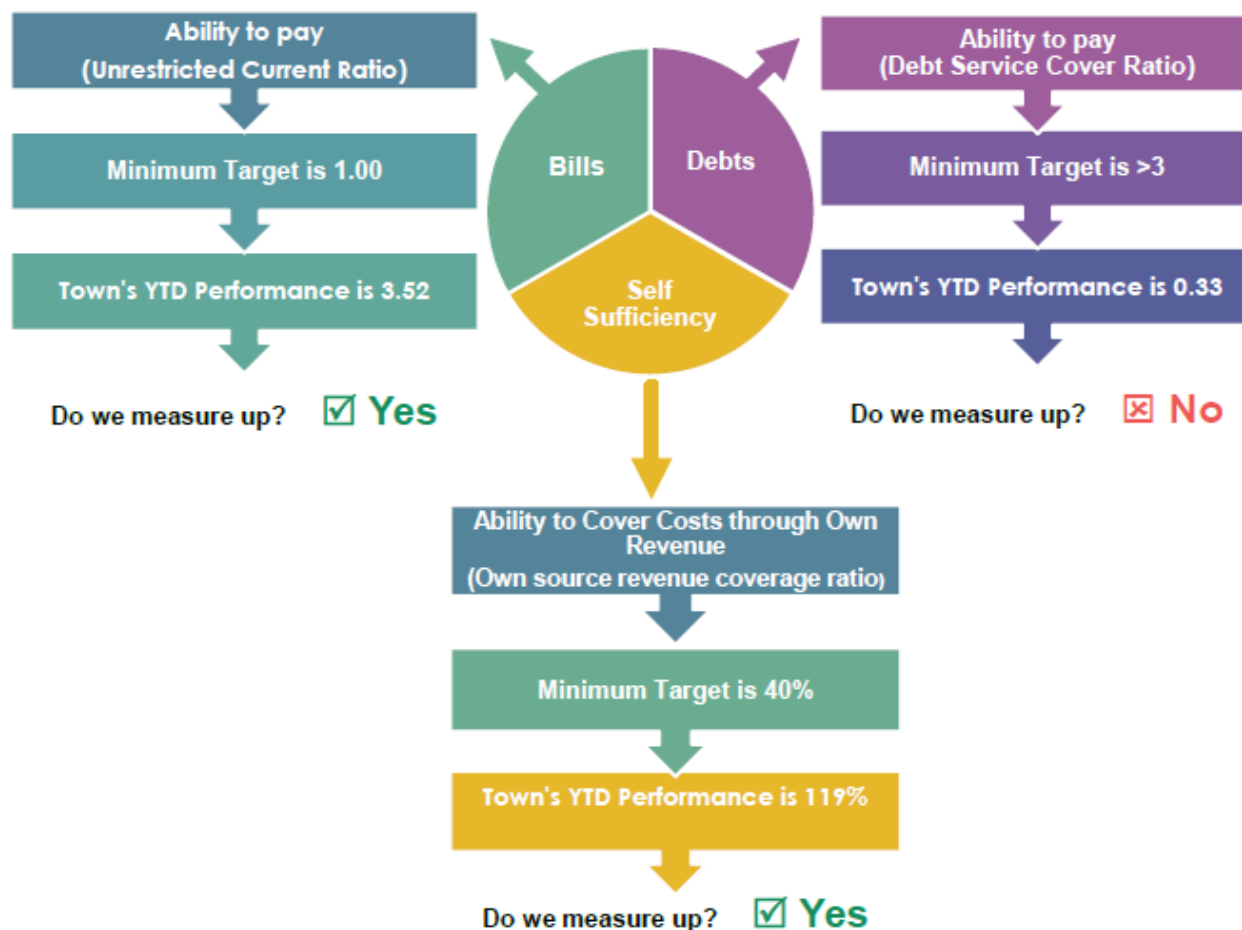 Ability to pay
(Unrestricted Current Ratio)
Minimum Target is 1.00
Town's YTD Performance is 3.52
Do we measure up? ☑ Yes
Bills
Debts
Self
Sufficiency
Ability to pay
(Debt Service Cover Ratio)
Minimum Target is >3
Town's YTD Performance is 0.33
Do we measure up? ☒ No
Ability to Cover Costs through Own
Revenue
(Own source revenue coverage ratio)
Minimum Target is 40%
Town's YTD Performance is 119%
Do we measure up? ☑ Yes